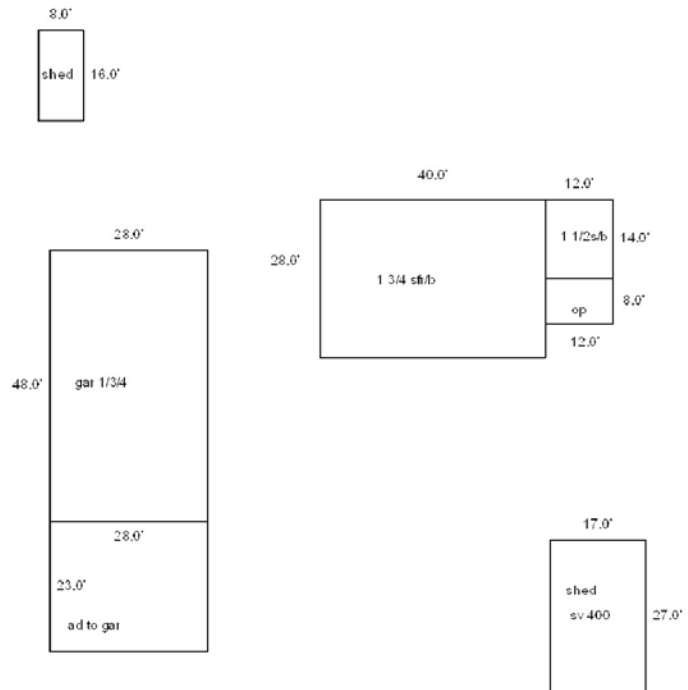 8.0'
shed 16.0'
40.0' 12.0'
28.0' 28.0' 1 1/2s/b 14.0'
1 3/4 sfr/b
op 8.0'
12.0'
48.0' gar 1/3/4
28.0'
17.0'
23.0' shed
sv 400 27.0'
ad to gar